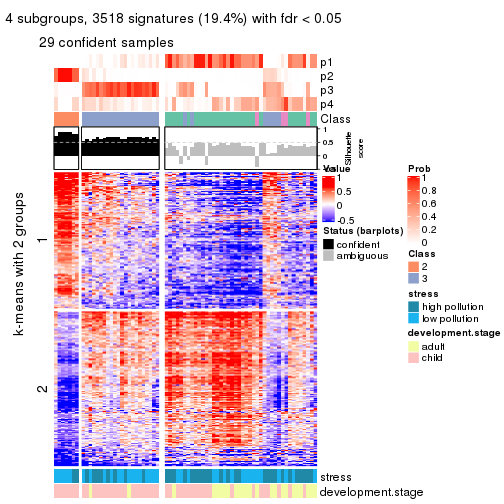 4 subgroups, 3518 signatures (19.4%) with fdr < 0.05
29 confident samples
p1
p2
p3
p4
Class
1
0.5
0
Silhouette
score
k-means with 2 groups
1
2
Value
1
0.5
0
-0.5
Status (barplots)
confident
ambiguous
Prob
1
0.8
0.6
0.4
0.2
0
Class
2
3
stress
high pollution
low pollution
development.stage
adult
child
stress
development.stage